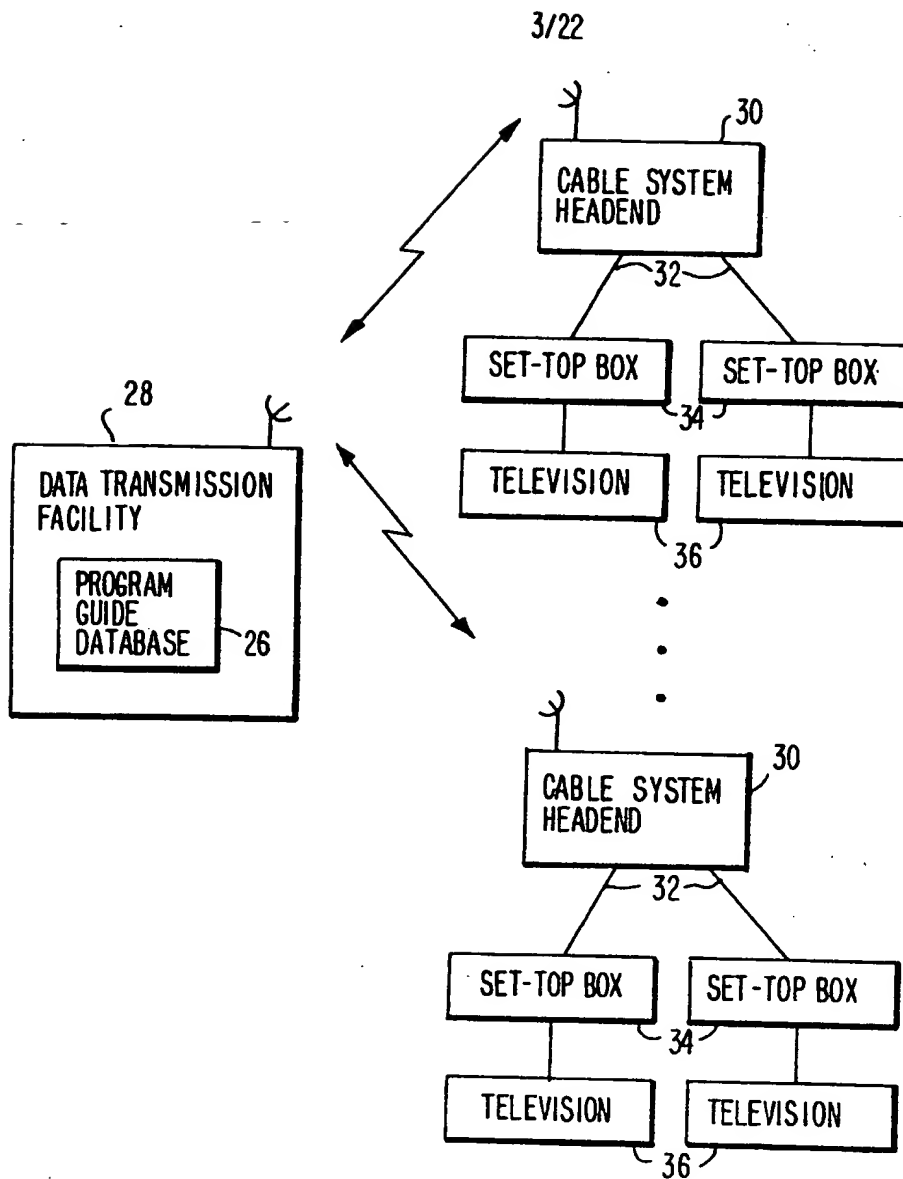 3/22
30
CABLE SYSTEM
HEADEND
32
SET-TOP BOX
SET-TOP BOX
34
TELEVISION
TELEVISION
36
28
DATA TRANSMISSION
FACILITY
PROGRAM
GUIDE
DATABASE
26
30
CABLE SYSTEM
HEADEND
32
SET-TOP BOX
SET-TOP BOX
34
TELEVISION
TELEVISION
36